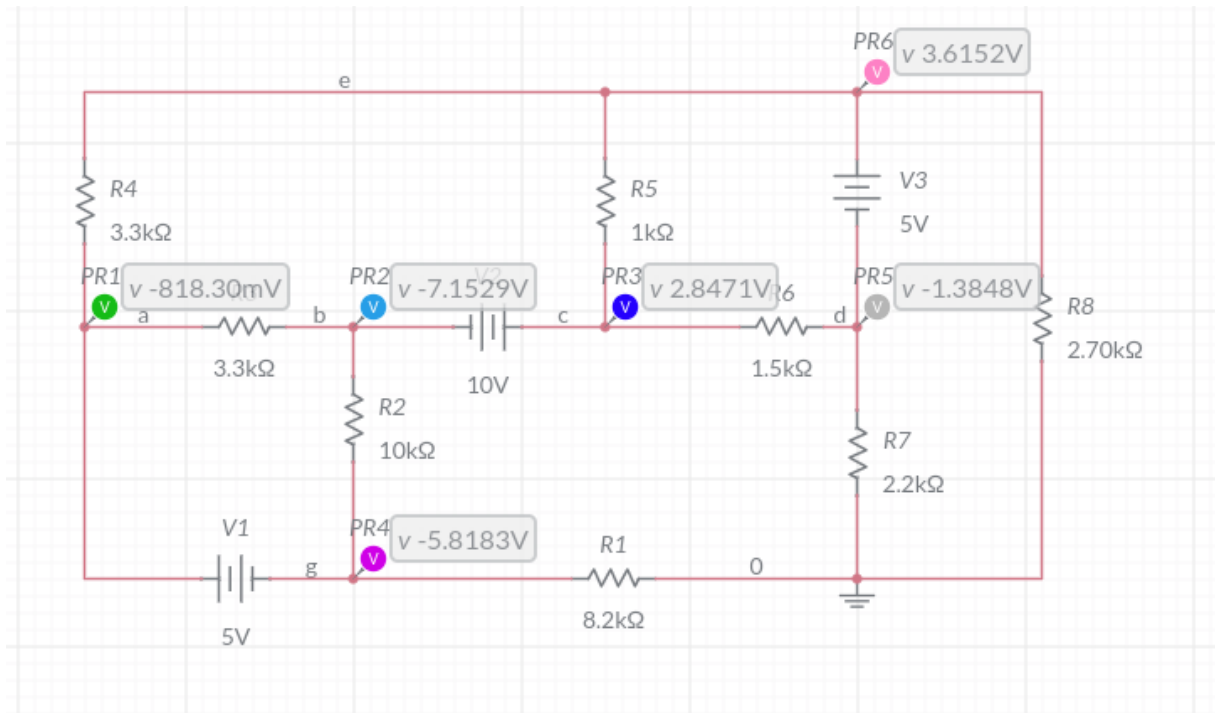 PR6
v 3.6152V
e
R4
3.3kΩ
R5
1kΩ
V3
5V
PR1
v -818.30mV
PR2
v -7.1529V
V2
PR3
v 2.8471V
R6
PR5
v -1.3848V
V
V
V
V
V
R8
2.70kΩ
a
b
c
d
3.3kΩ
10V
1.5kΩ
R2
10kΩ
R7
2.2kΩ
V1
PR4
v -5.8183V
V
g
R1
0
8.2kΩ
5V